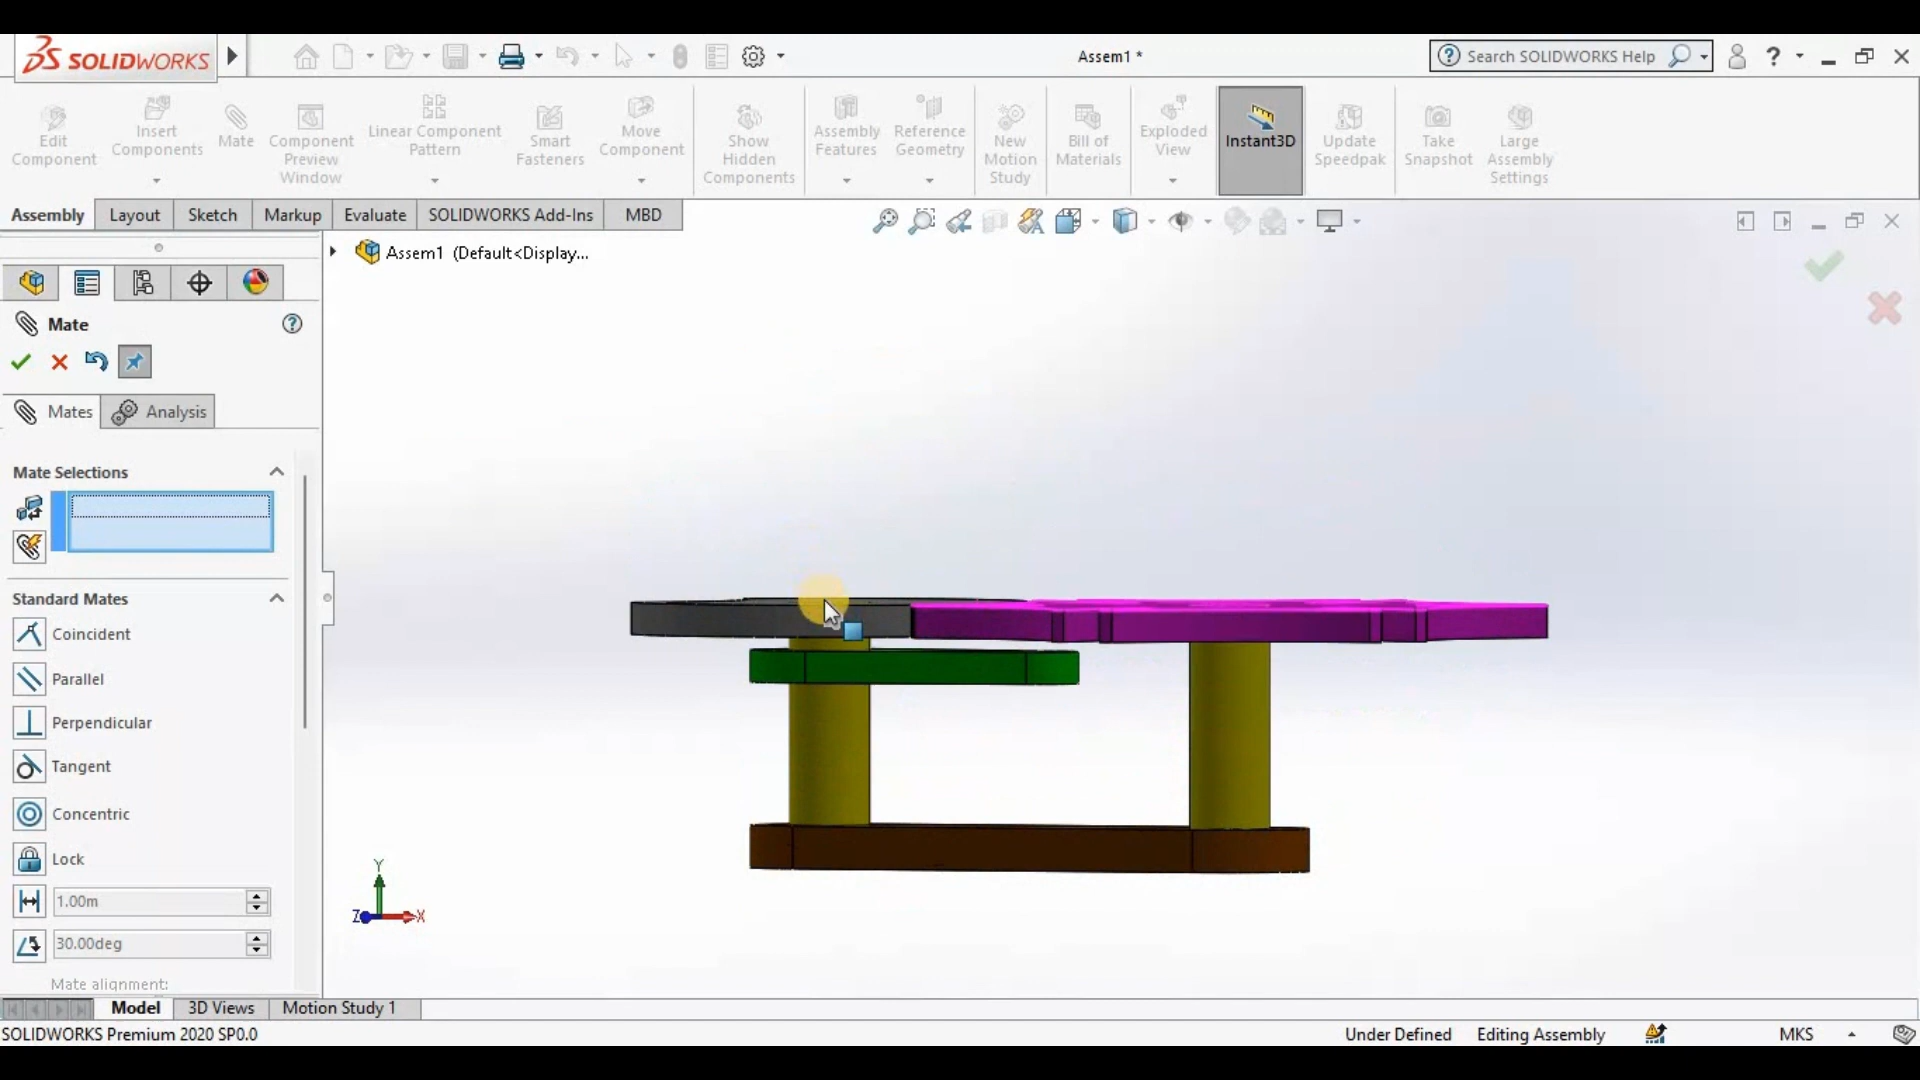 SOLIDWORKS
Assem1 *
Search SOLIDWORKS Help
Edit Component
Insert Components
Mate
Component Preview Window
Linear Component Pattern
Smart Fasteners
Move Component
Show Hidden Components
Assembly Features
Reference Geometry
New Motion Study
Bill of Materials
Exploded View
Instant3D
Update Speedpak
Take Snapshot
Large Assembly Settings
Assembly
Layout
Sketch
Markup
Evaluate
SOLIDWORKS Add-Ins
MBD
Assem1 (Default<Display...
Mate
Mates
Analysis
Mate Selections
Standard Mates
Coincident
Parallel
Perpendicular
Tangent
Concentric
Lock
1.00m
30.00deg
Mate alignment:
Y
Z
X
Model
3D Views
Motion Study 1
SOLIDWORKS Premium 2020 SP0.0
Under Defined
Editing Assembly
MKS